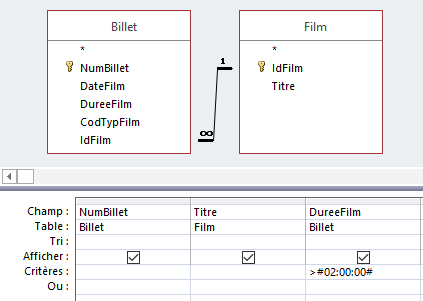 Billet
*
NumBillet
DateFilm
DureeFilm
CodTypFilm
IdFilm
1
∞
Film
*
IdFilm
Titre
Champ : NumBillet Titre DureeFilm
Table : Billet Film Billet
Tri :
Afficher :
Critères : >#02:00:00#
Ou :